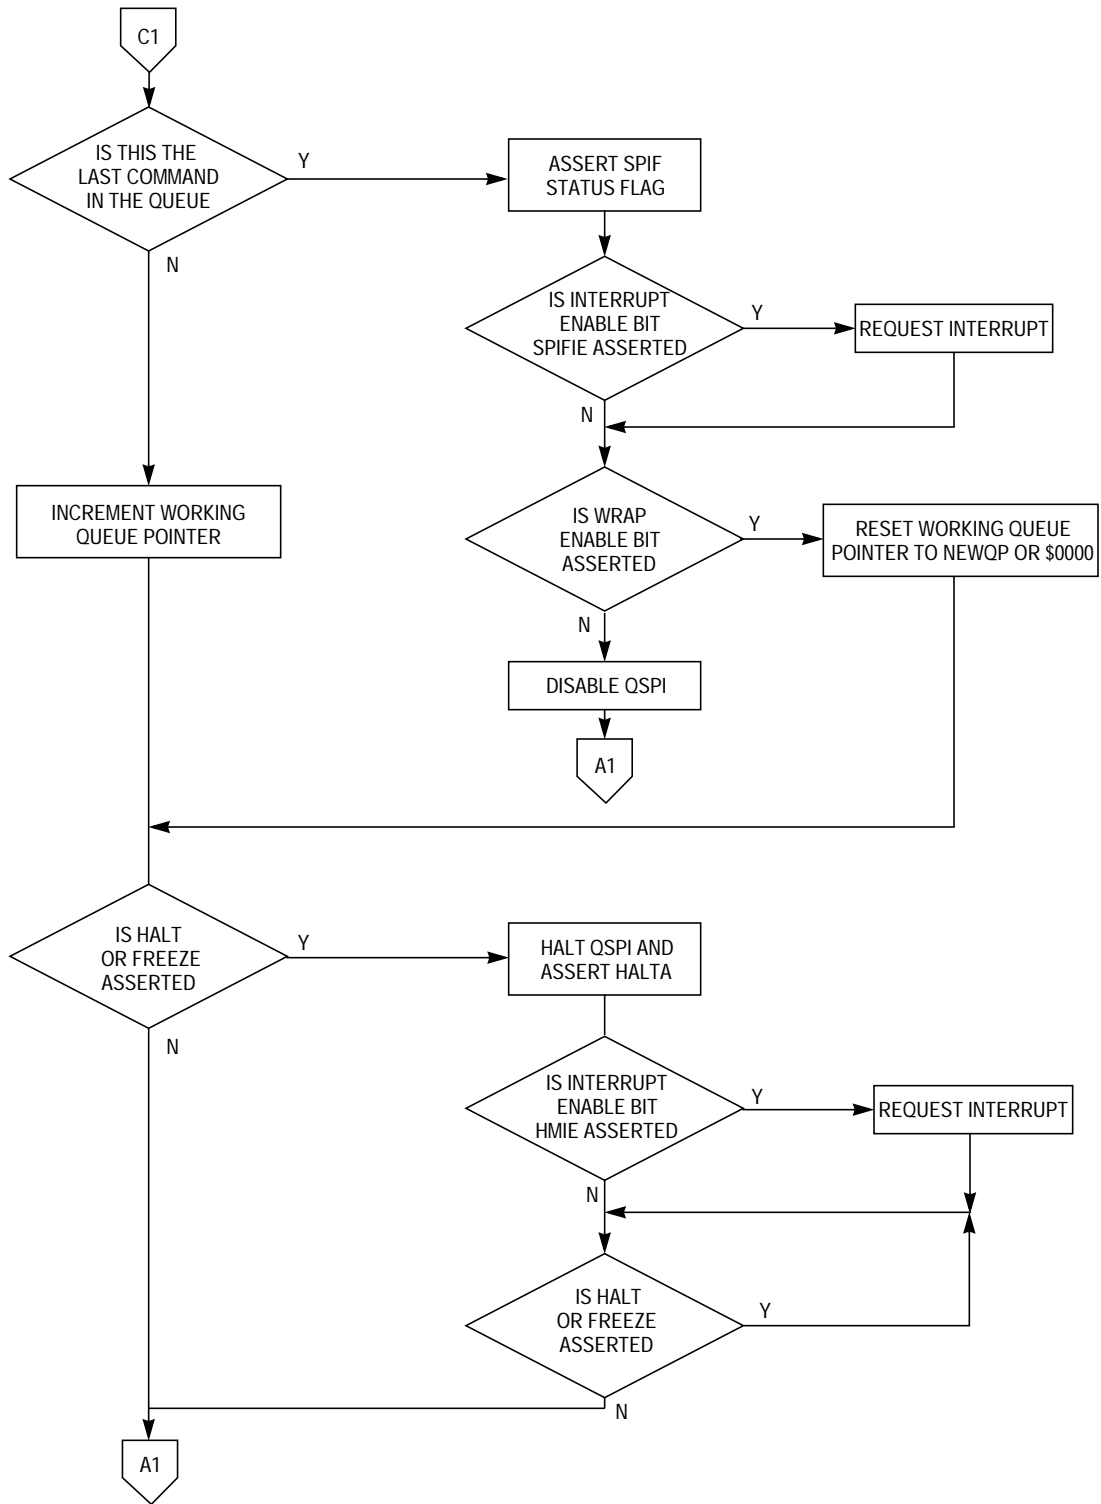 C1
IS THIS THE
LAST COMMAND
IN THE QUEUE
Y
N
ASSERT SPIF
STATUS FLAG
IS INTERRUPT
ENABLE BIT
SPIFIE ASSERTED
Y
N
REQUEST INTERRUPT
INCREMENT WORKING
QUEUE POINTER
IS WRAP
ENABLE BIT
ASSERTED
Y
N
RESET WORKING QUEUE
POINTER TO NEWQP OR $0000
DISABLE QSPI
A1
IS HALT
OR FREEZE
ASSERTED
Y
N
HALT QSPI AND
ASSERT HALTA
IS INTERRUPT
ENABLE BIT
HMIE ASSERTED
Y
N
REQUEST INTERRUPT
IS HALT
OR FREEZE
ASSERTED
Y
N
A1